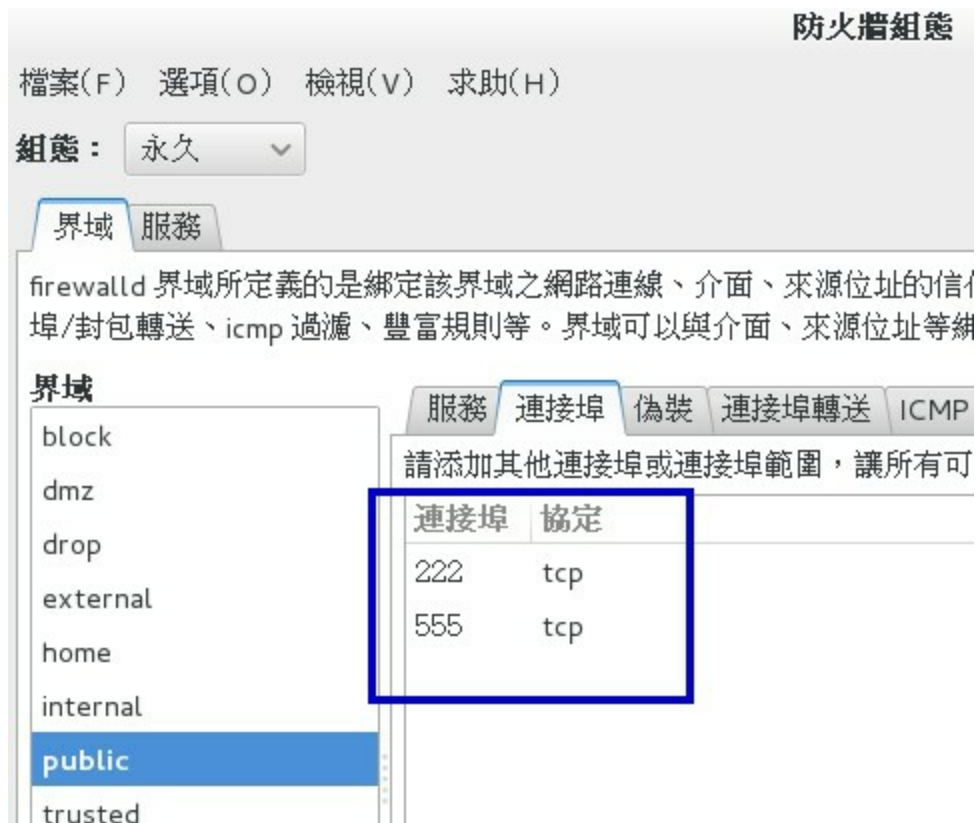 防火牆組態
檔案(F) 選項(O) 檢視(V) 求助(H)
組態： 永久
界域 服務
firewalld 界域所定義的是綁定該界域之網路連線、介面、來源位址的信
埠/封包轉送、icmp 過濾、豐富規則等。界域可以與介面、來源位址等
界域
服務 連接埠 偽裝 連接埠轉送 ICMP
請添加其他連接埠或連接埠範圍，讓所有可
連接埠 協定
222 tcp
555 tcp
block
dmz
drop
external
home
internal
public
trusted